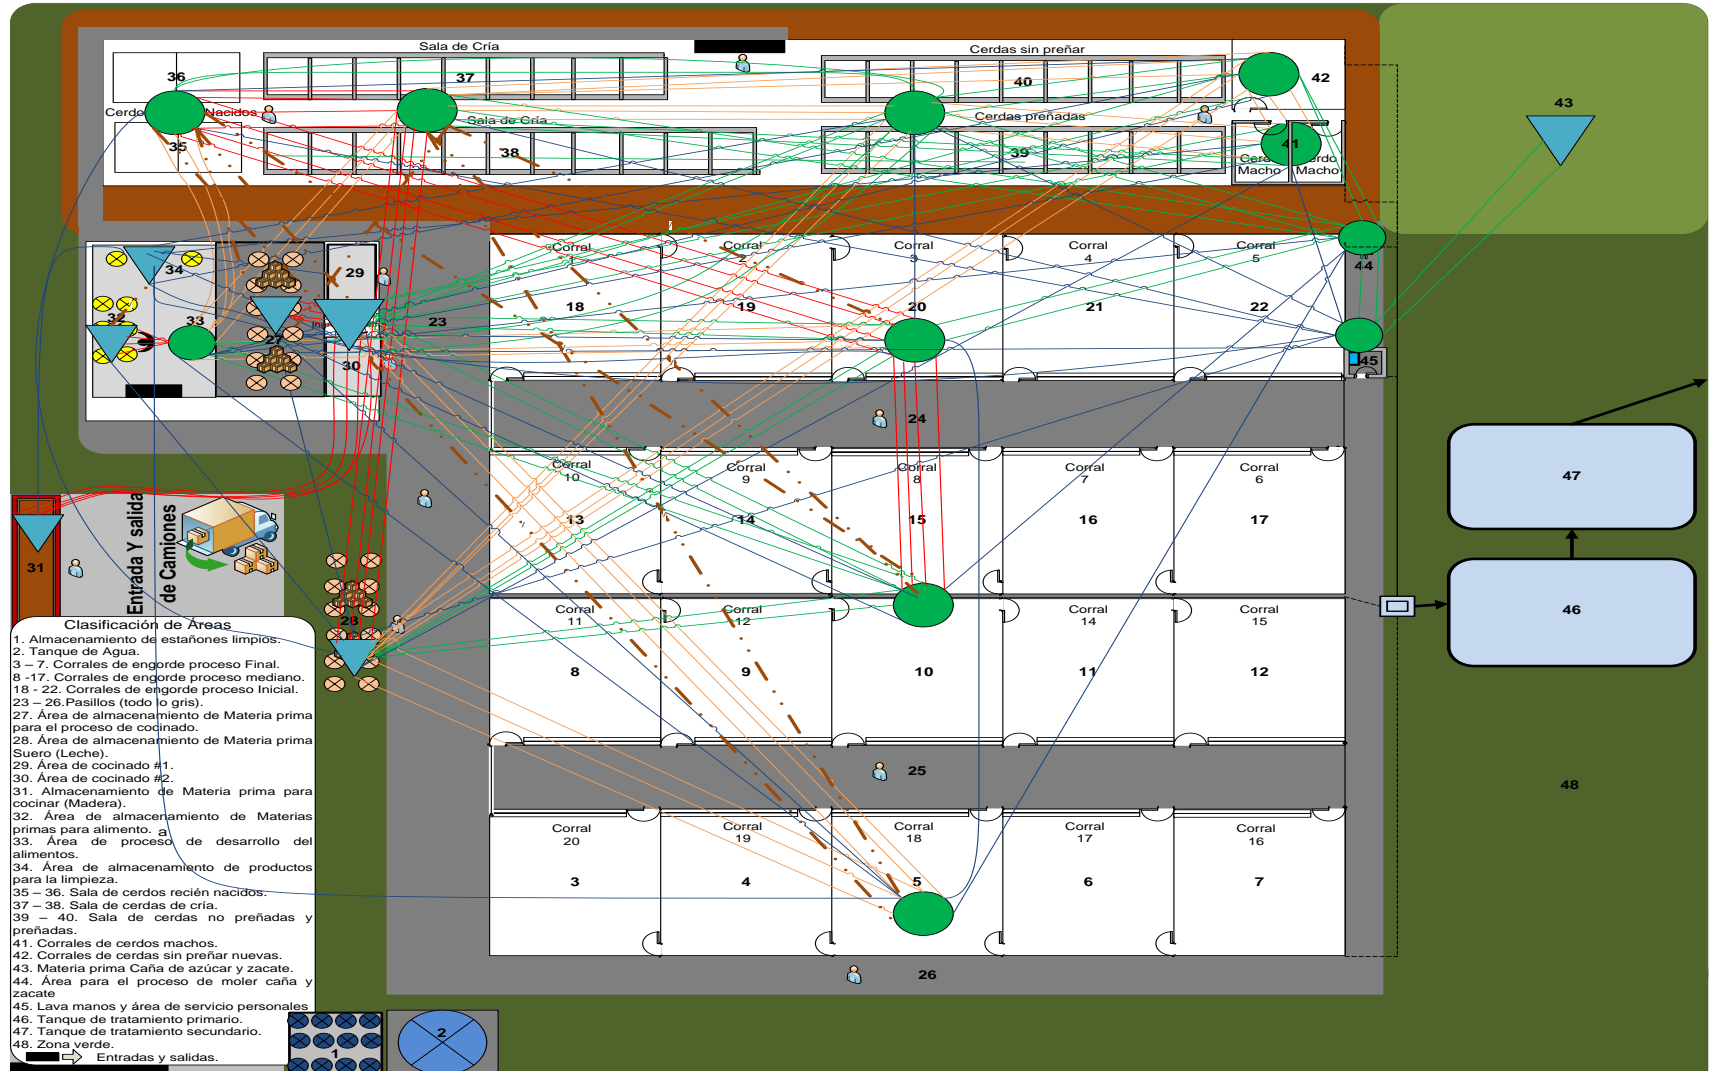 Sala de Cría
Cerdas sin preñar
36
37
40
42
43
Cerdo
Nacidos
Sala de Cría
Cerdas preñadas
35
38
39
41
Cerdo
Macho
Cerdo
Macho
Corral
1
Corral
2
Corral
3
Corral
4
Corral
5
34
29
44
18
19
20
21
22
32
33
23
27
30
45
24
Corral
10
Corral
9
Corral
8
Corral
7
Corral
6
47
13
14
15
16
17
Entrada Y salida
de Camiones
31
28
46
Corral
11
Corral
12
Corral
14
Corral
15
8
9
10
11
12
25
48
Corral
20
Corral
19
Corral
18
Corral
17
Corral
16
3
4
5
6
7
26
Clasificación de Áreas
1. Almacenamiento de estañones limpios.
2. Tanque de Agua.
3 – 7. Corrales de engorde proceso Final.
8 -17. Corrales de engorde proceso mediano.
18 - 22. Corrales de engorde proceso Inicial.
23 – 26.Pasillos (todo lo gris).
27. Área de almacenamiento de Materia prima
para el proceso de cocinado.
28. Área de almacenamiento de Materia prima
Suero (Leche).
29. Área de cocinado #1.
30. Área de cocinado #2.
31. Almacenamiento de Materia prima para
cocinar (Madera).
32. Área de almacenamiento de Materias
primas para alimento. a
33. Área de proceso de desarrollo del
alimentos.
34. Área de almacenamiento de productos
para la limpieza.
35 – 36. Sala de cerdos recién nacidos.
37 – 38. Sala de cerdas de cría.
39 – 40. Sala de cerdas no preñadas y
preñadas.
41. Corrales de cerdos machos.
42. Corrales de cerdas sin preñar nuevas.
43. Materia prima Caña de azúcar y zacate.
44. Área para el proceso de moler caña y
zacate
45. Lava manos y área de servicio personales
46. Tanque de tratamiento primario.
47. Tanque de tratamiento secundario.
48. Zona verde.
Entradas y salidas.
1
2